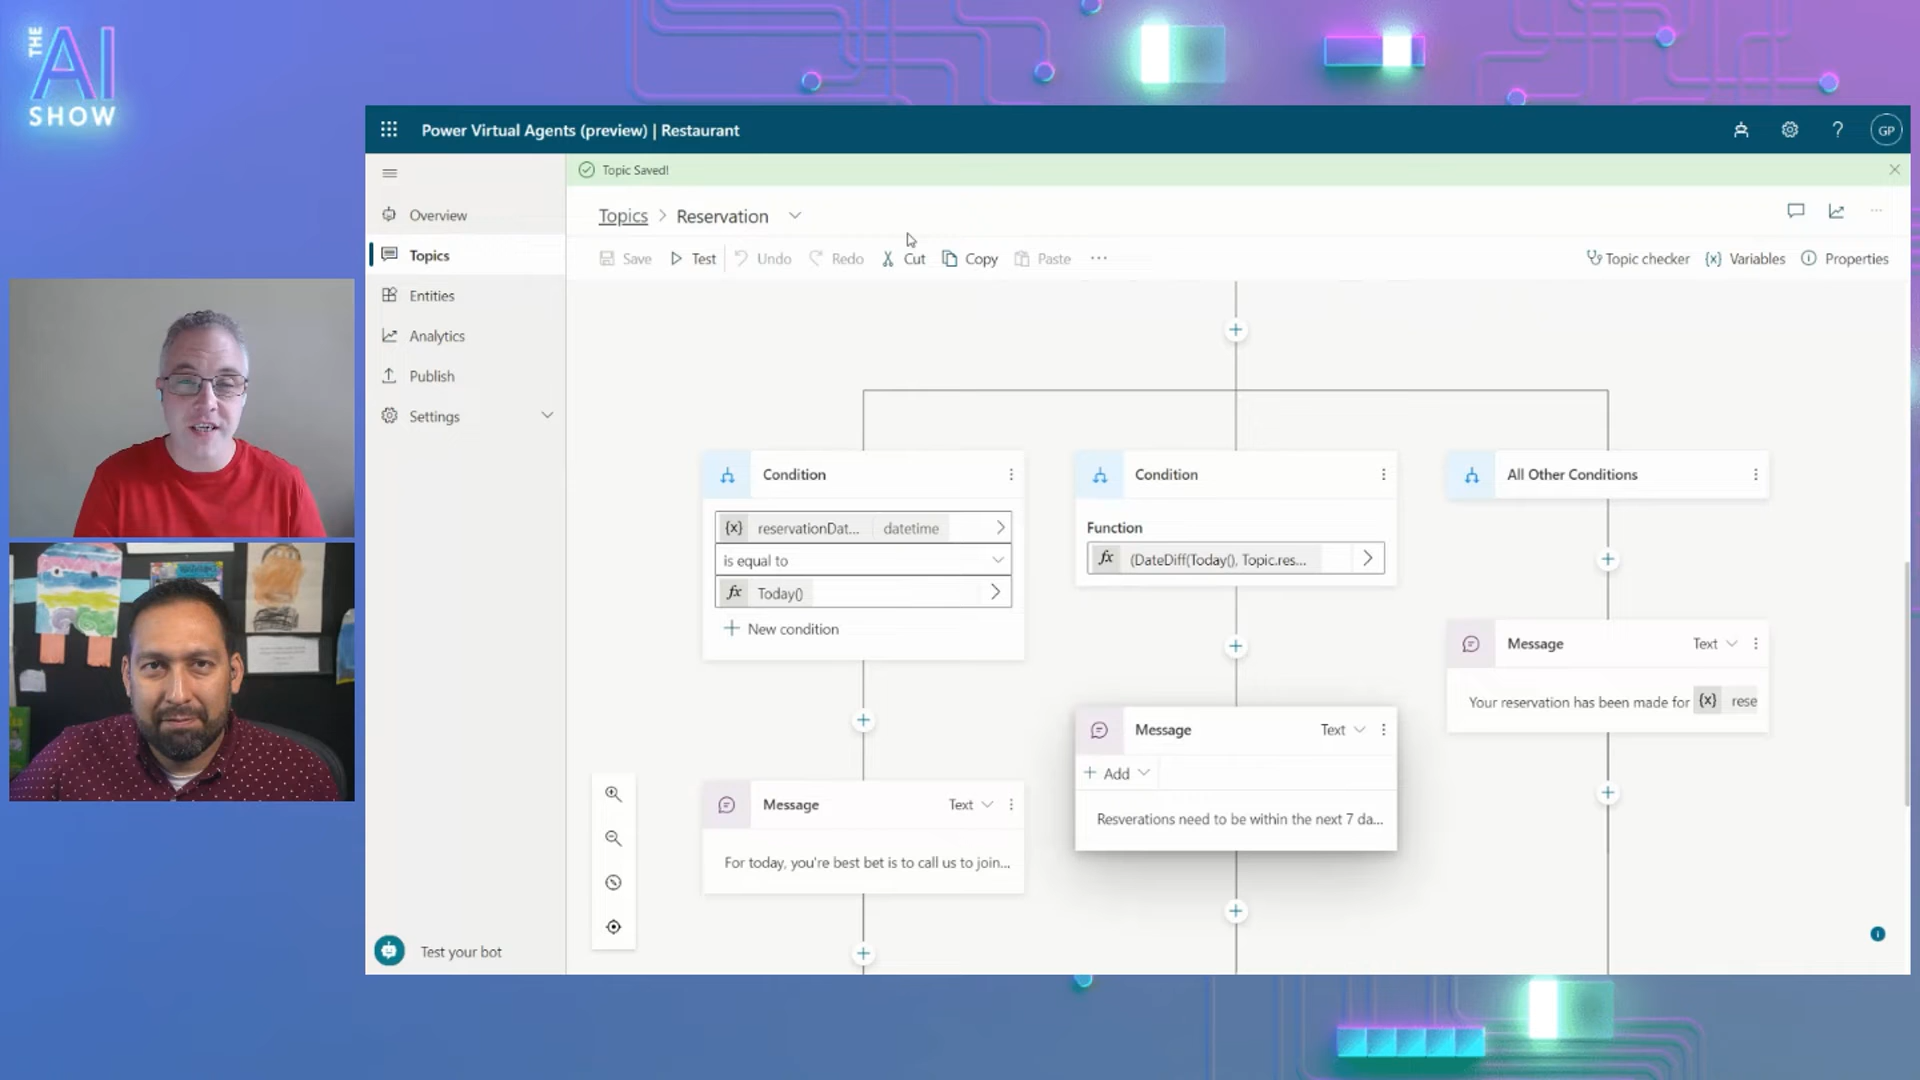 THE
AI
SHOW
Power Virtual Agents (preview) | Restaurant
GP
Topic Saved!
Overview
Topics
Entities
Analytics
Publish
Settings
Test your bot
Topics > Reservation
Save
Test
Undo
Redo
Cut
Copy
Paste
Topic checker
{x} Variables
Properties
Condition
{x} reservationDat... datetime
is equal to
fx Today()
+ New condition
Message Text
For today, you're best bet is to call us to join...
Condition
Function
fx (DateDiff(Today(), Topic.res...
Message Text
+ Add
Resverations need to be within the next 7 da...
All Other Conditions
Message Text
Your reservation has been made for {x} rese